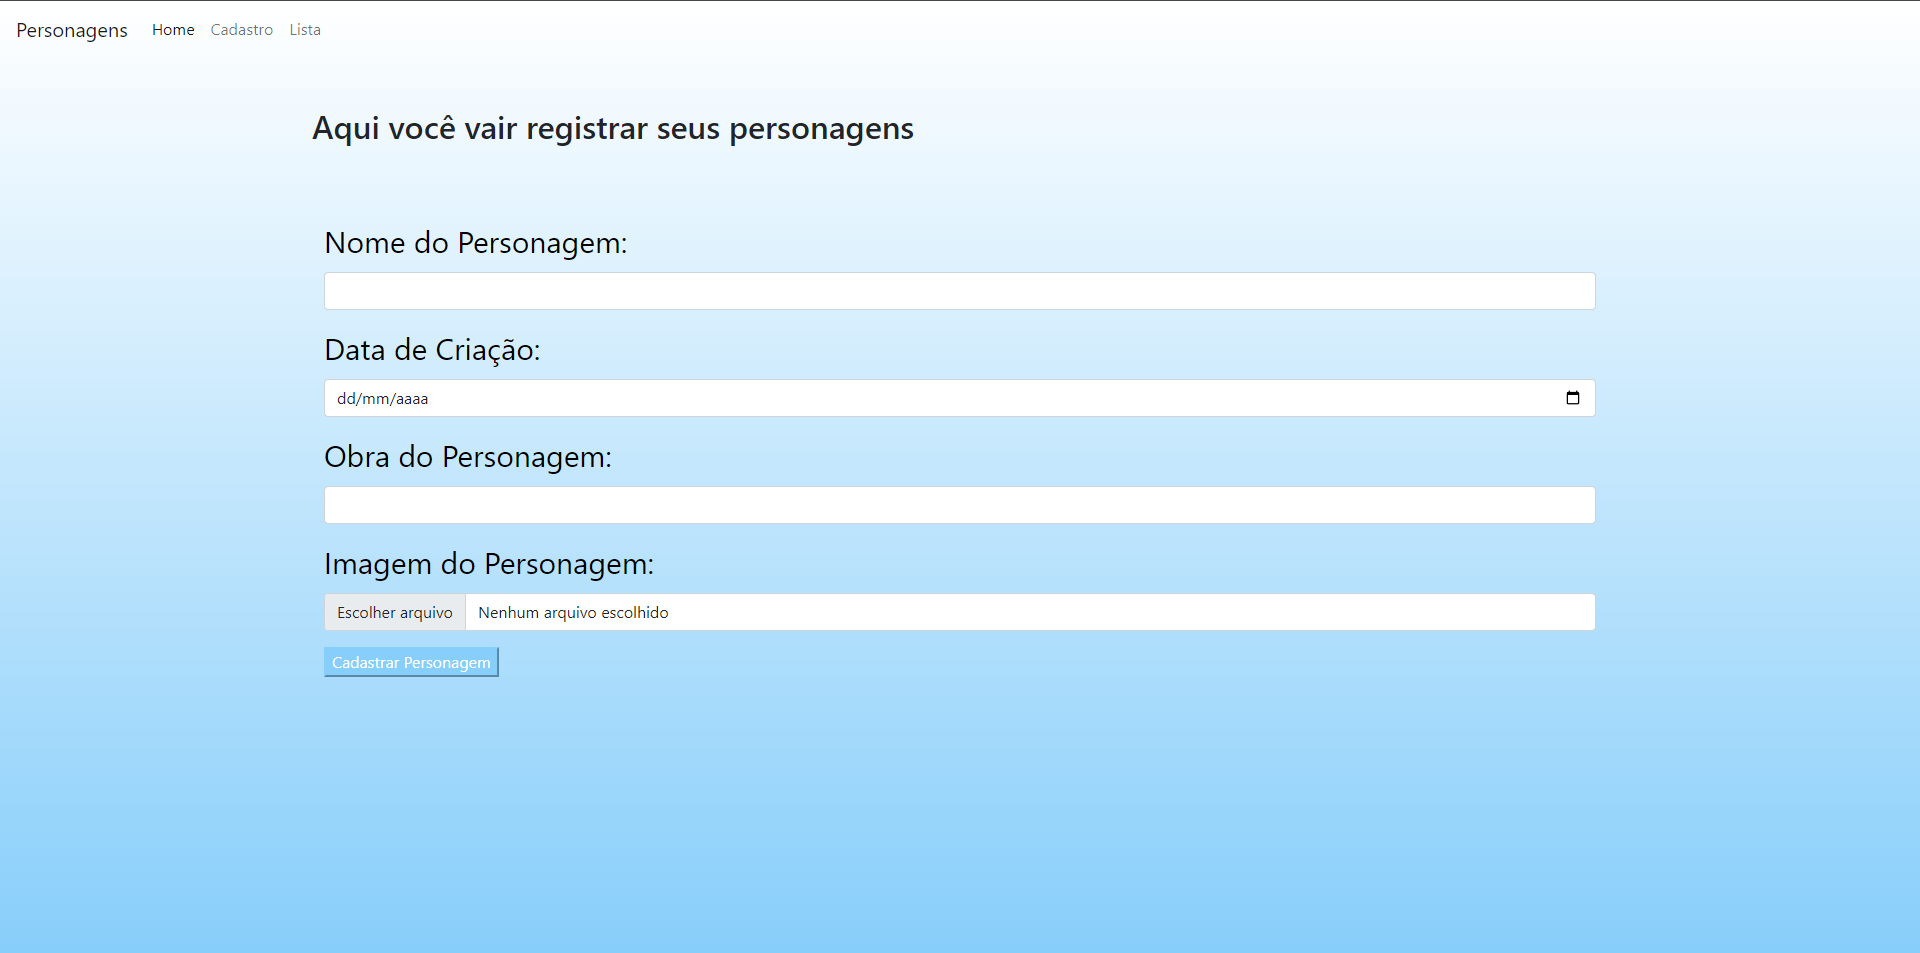 Personagens Home Cadastro Lista
Aqui você vair registrar seus personagens
Nome do Personagem:
Data de Criação:
dd/mm/aaaa
Obra do Personagem:
Imagem do Personagem:
Escolher arquivo Nenhum arquivo escolhido
Cadastrar Personagem